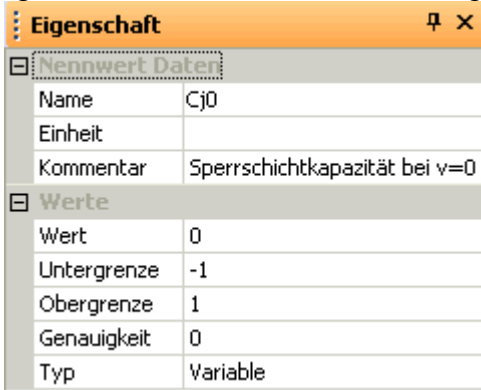 Eigenschaft
Nennwert Daten
Name Cj0
Einheit
Kommentar Sperrschichtkapazität bei v=0
Werte
Wert 0
Untergrenze -1
Obergrenze 1
Genauigkeit 0
Typ Variable